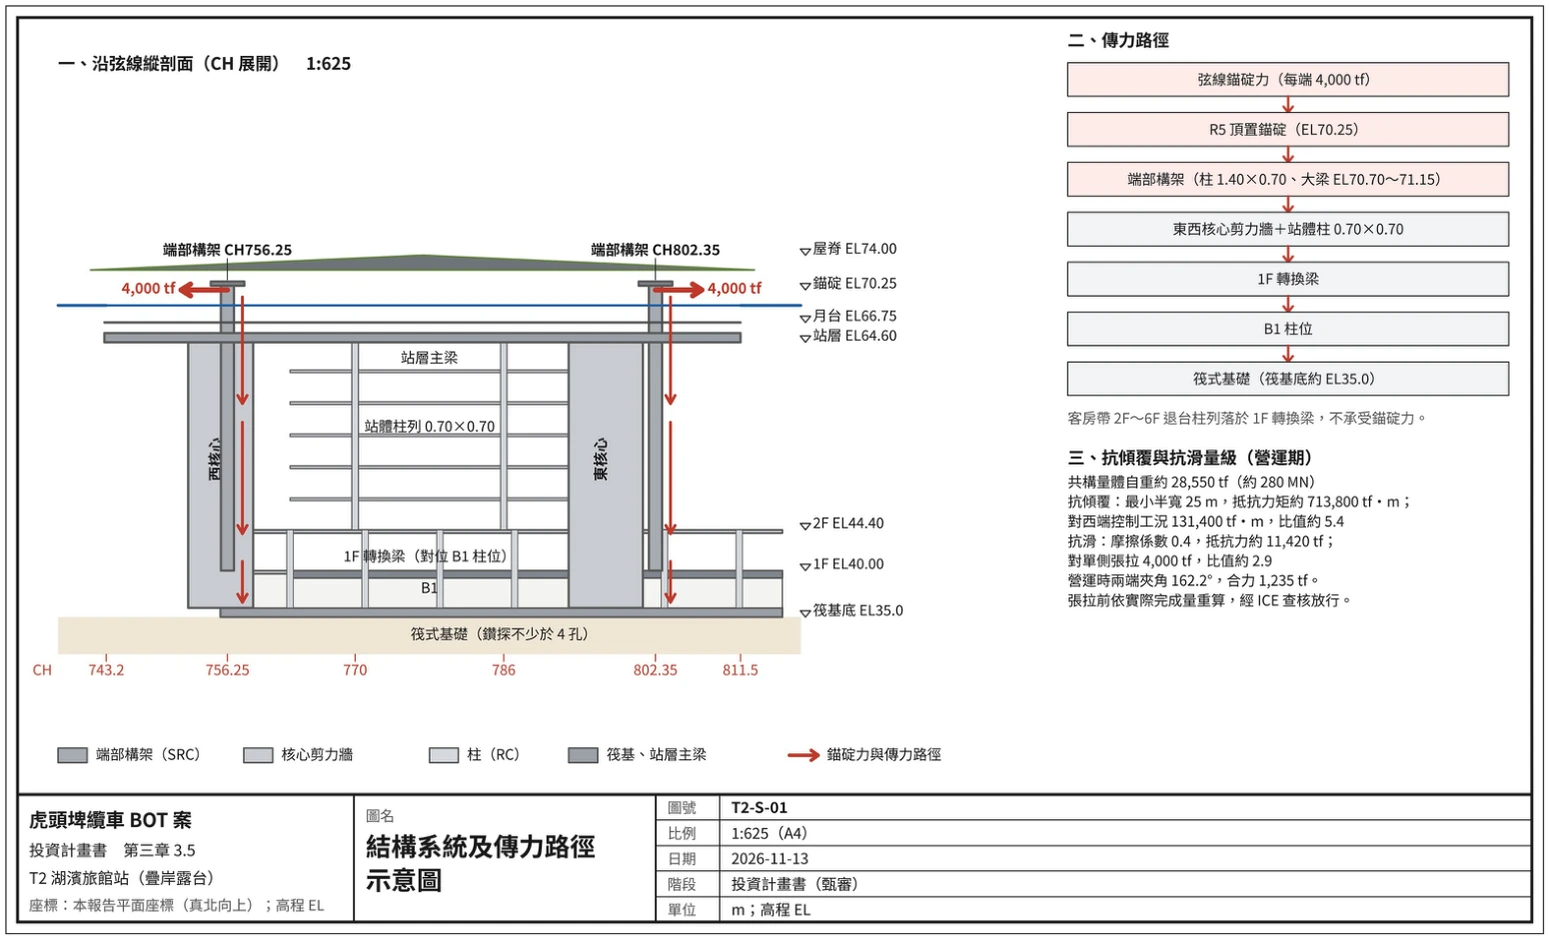 一、沿弦線縱剖面（CH 展開） 1:625
端部構架 CH756.25
端部構架 CH802.35
4,000 tf
4,000 tf
屋脊 EL74.00
錨碇 EL70.25
月台 EL66.75
站層 EL64.60
站層主梁
站體柱列 0.70×0.70
西核心
東核心
2F EL44.40
1F 轉換梁（對位 B1 柱位）
1F EL40.00
B1
筏基底 EL35.0
筏式基礎（鑽探不少於 4 孔）
CH 743.2 756.25 770 786 802.35 811.5
端部構架（SRC） 核心剪力牆 柱（RC） 筏基、站層主梁 錨碇力與傳力路徑
二、傳力路徑
弦線錨碇力（每端 4,000 tf）
R5 頂置錨碇（EL70.25）
端部構架（柱 1.40×0.70、大梁 EL70.70～71.15）
東西核心剪力牆＋站體柱 0.70×0.70
1F 轉換梁
B1 柱位
筏式基礎（筏基底約 EL35.0）
客房帶 2F～6F 退台柱列落於 1F 轉換梁，不承受錨碇力。
三、抗傾覆與抗滑量級（營運期）
共構量體自重約 28,550 tf（約 280 MN）
抗傾覆：最小半寬 25 m，抵抗力矩約 713,800 tf・m；
對西端控制工況 131,400 tf・m，比值約 5.4
抗滑：摩擦係數 0.4，抵抗力約 11,420 tf；
對單側張拉 4,000 tf，比值約 2.9
營運時兩端夾角 162.2°，合力 1,235 tf。
張拉前依實際完成量重算，經 ICE 查核放行。
虎頭埤纜車 BOT 案
投資計畫書 第三章 3.5
T2 湖濱旅館站（疊岸露台）
座標：本報告平面座標（真北向上）；高程 EL
圖名
結構系統及傳力路徑
示意圖
圖號 T2-S-01
比例 1:625（A4）
日期 2026-11-13
階段 投資計畫書（甄審）
單位 m；高程 EL